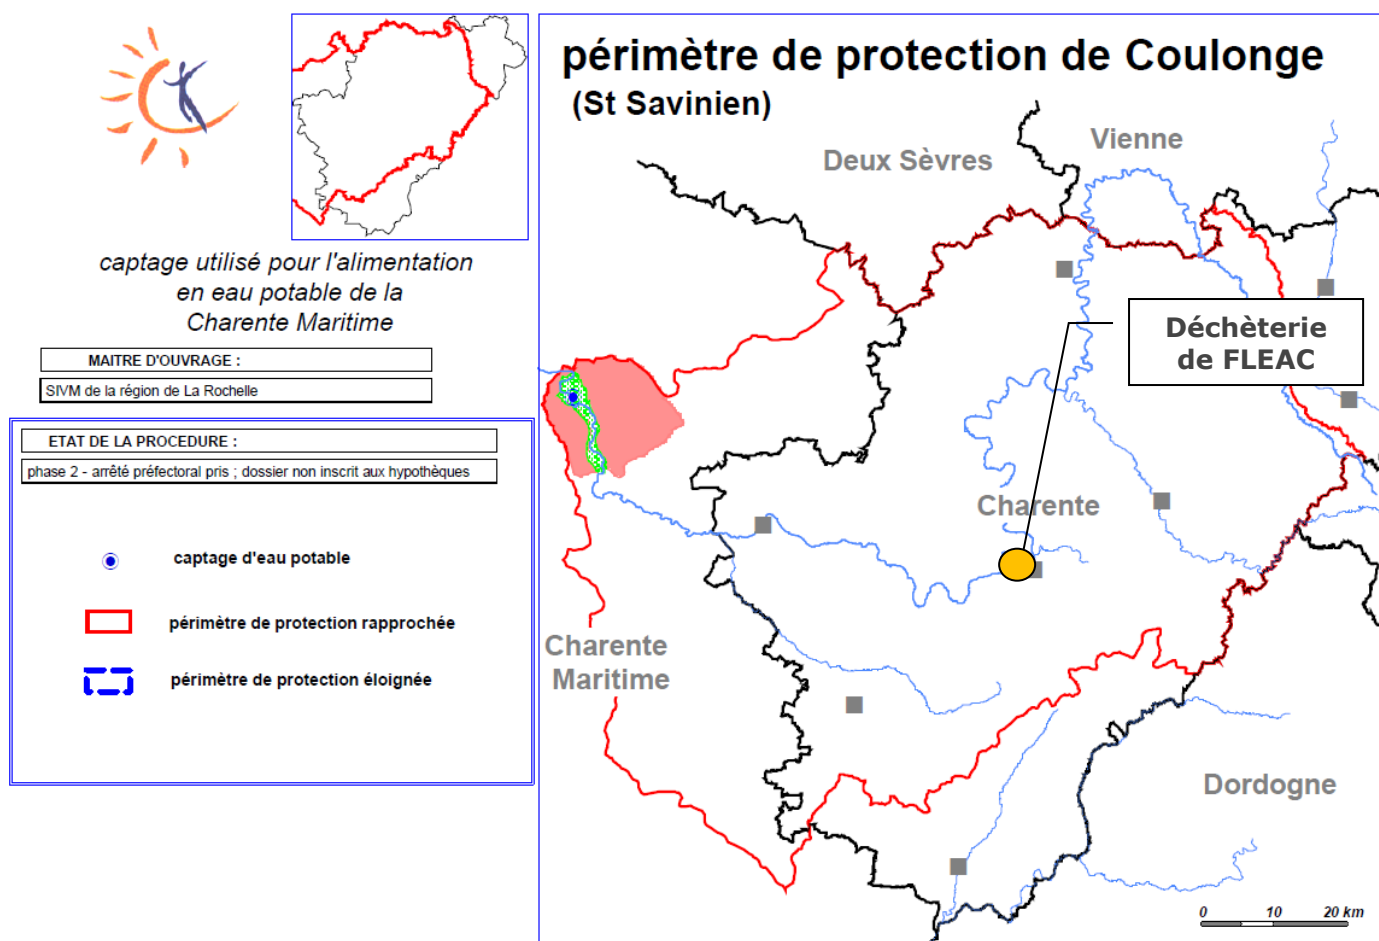 périmètre de protection de Coulonge
(St Savinien)
captage utilisé pour l'alimentation
en eau potable de la
Charente Maritime
MAITRE D'OUVRAGE :
SIVM de la région de La Rochelle
ETAT DE LA PROCEDURE :
phase 2 - arrêté préfectoral pris ; dossier non inscrit aux hypothèques
captage d'eau potable
périmètre de protection rapprochée
périmètre de protection éloignée
Vienne
Deux Sèvres
Déchèterie
de FLEAC
Charente
Charente
Maritime
Dordogne
0 10 20 km